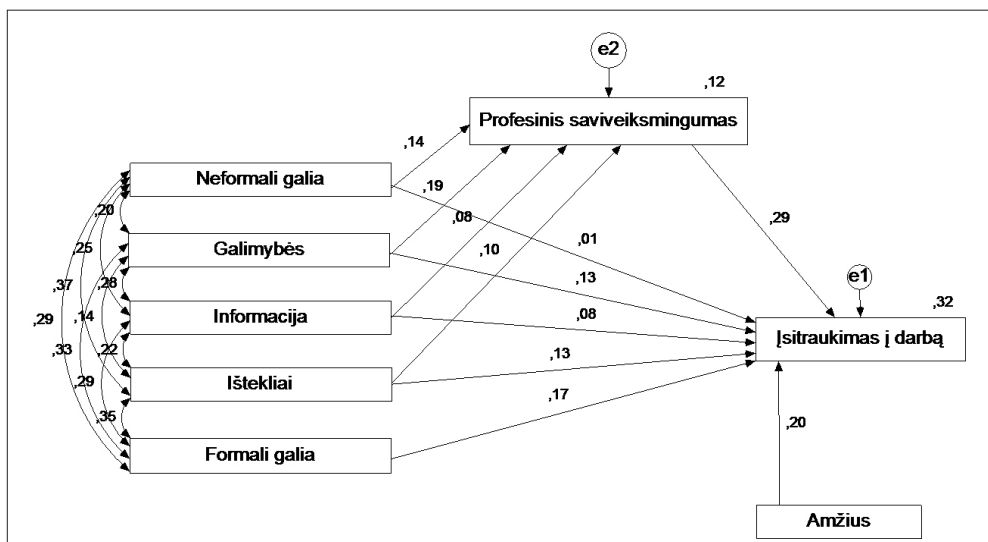 e2
,12
Profesinis saviveiksmingumas
,14
Neformali galia
,19
,29
,20
,08
,01
Galimybės
,25
,10
,13
e1
,28
,37
,08
,32
Informacija
,14
Įsitraukimas į darbą
,29
,33
,22
,13
Ištekliai
,29
,17
,35
,20
Formali galia
Amžius